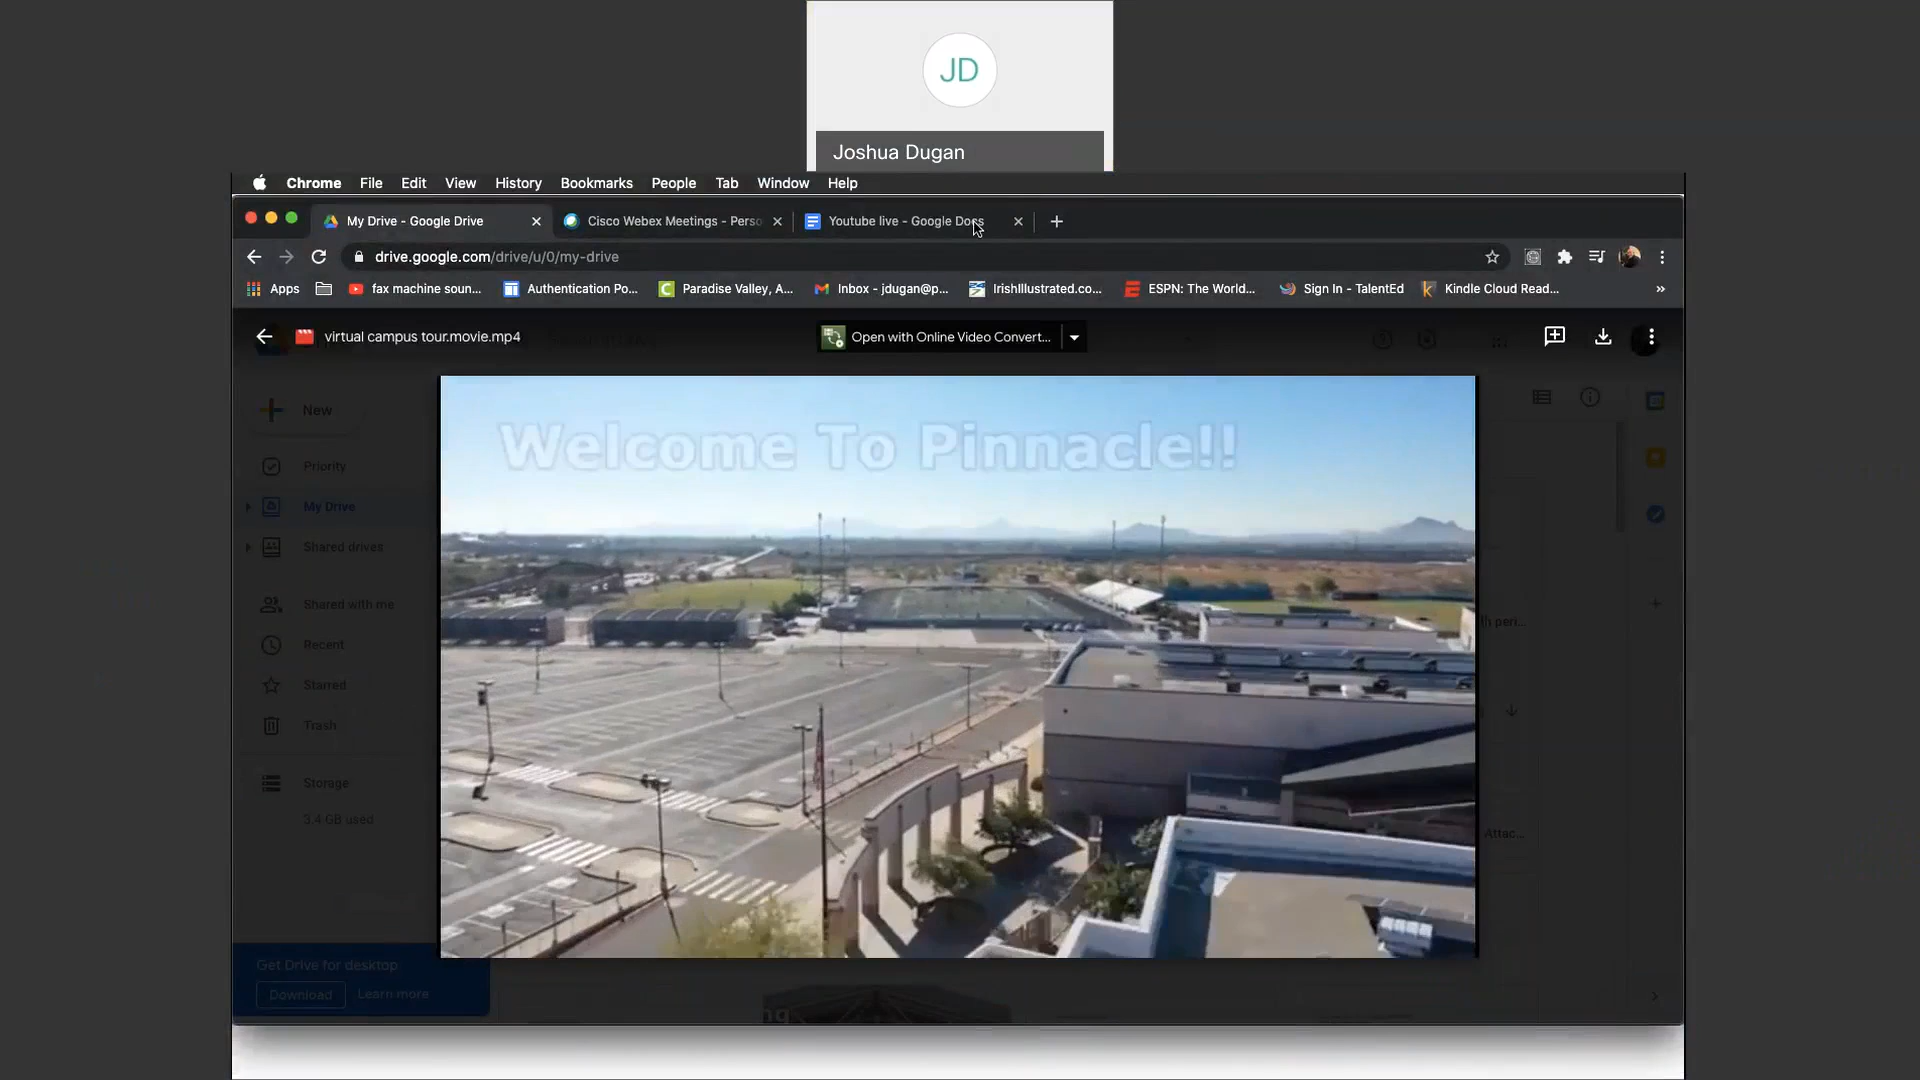 JD
Joshua Dugan
Chrome File Edit View History Bookmarks People Tab Window Help
My Drive - Google Drive Cisco Webex Meetings - Perso Youtube live - Google Docs
drive.google.com/drive/u/0/my-drive
Apps fax machine soun... Authentication Po... Paradise Valley, A... Inbox - jdugan@p... IrishIllustrated.co... ESPN: The World... Sign In - TalentEd Kindle Cloud Read...
virtual campus tour.movie.mp4 Open with Online Video Convert...
Welcome To Pinnacle!!
New
Priority
My Drive
Shared drives
Shared with me
Recent
Starred
Trash
Storage
3.4 GB used
Get Drive for desktop
Download Learn more
th peri...
Attac...
ng